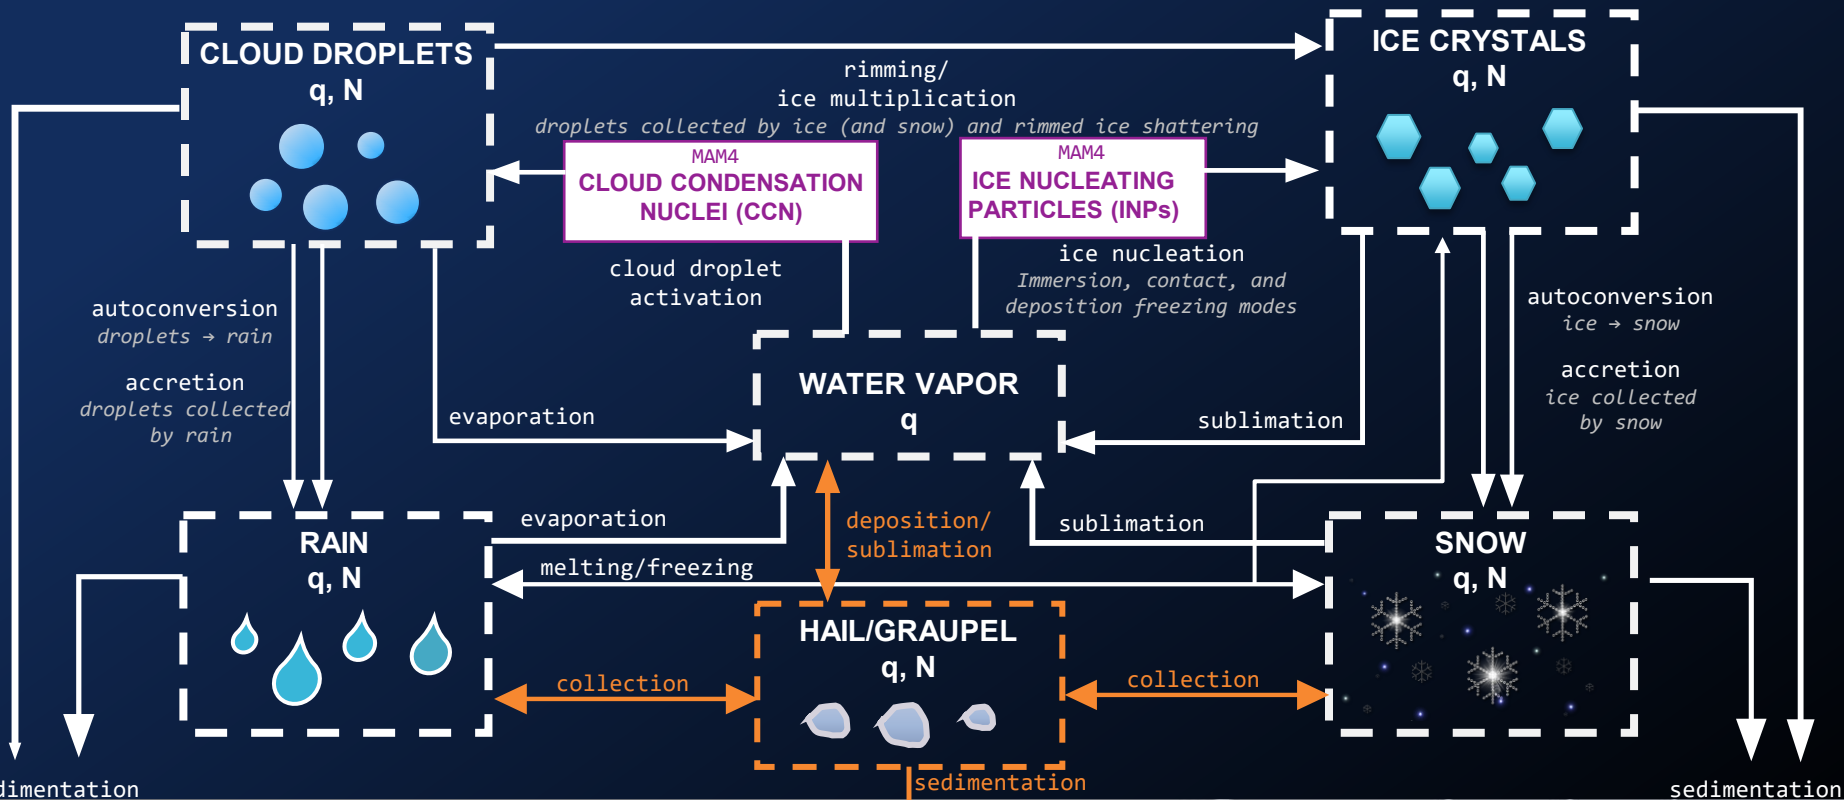 CLOUD DROPLETS
q, N
ICE CRYSTALS
q, N
rimming/
ice multiplication
droplets collected by ice (and snow) and rimmed ice shattering
MAM4
CLOUD CONDENSATION
NUCLEI (CCN)
MAM4
ICE NUCLEATING
PARTICLES (INPs)
cloud droplet
activation
ice nucleation
Immersion, contact, and
deposition freezing modes
autoconversion
droplets → rain
accretion
droplets collected
by rain
autoconversion
ice → snow
accretion
ice collected
by snow
WATER VAPOR
q
evaporation
sublimation
evaporation
deposition/
sublimation
sublimation
melting/freezing
RAIN
q, N
SNOW
q, N
HAIL/GRAUPEL
q, N
collection
collection
dimentation
sedimentation
sedimentation